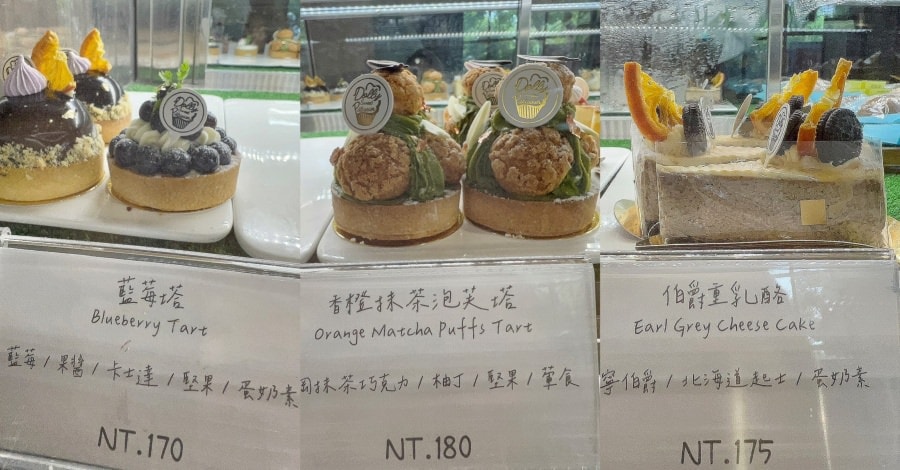 藍莓塔
Blueberry Tart
藍莓/果醬/卡士達/堅果/蛋奶素
NT.170
香橙抹茶泡芙塔
Orange Matcha Puffs Tart
抹茶巧克力/柚丁/堅果/葷食
NT.180
伯爵重乳酪
Earl Grey Cheese Cake
寧伯爵/北海道起士/蛋奶素
NT.175